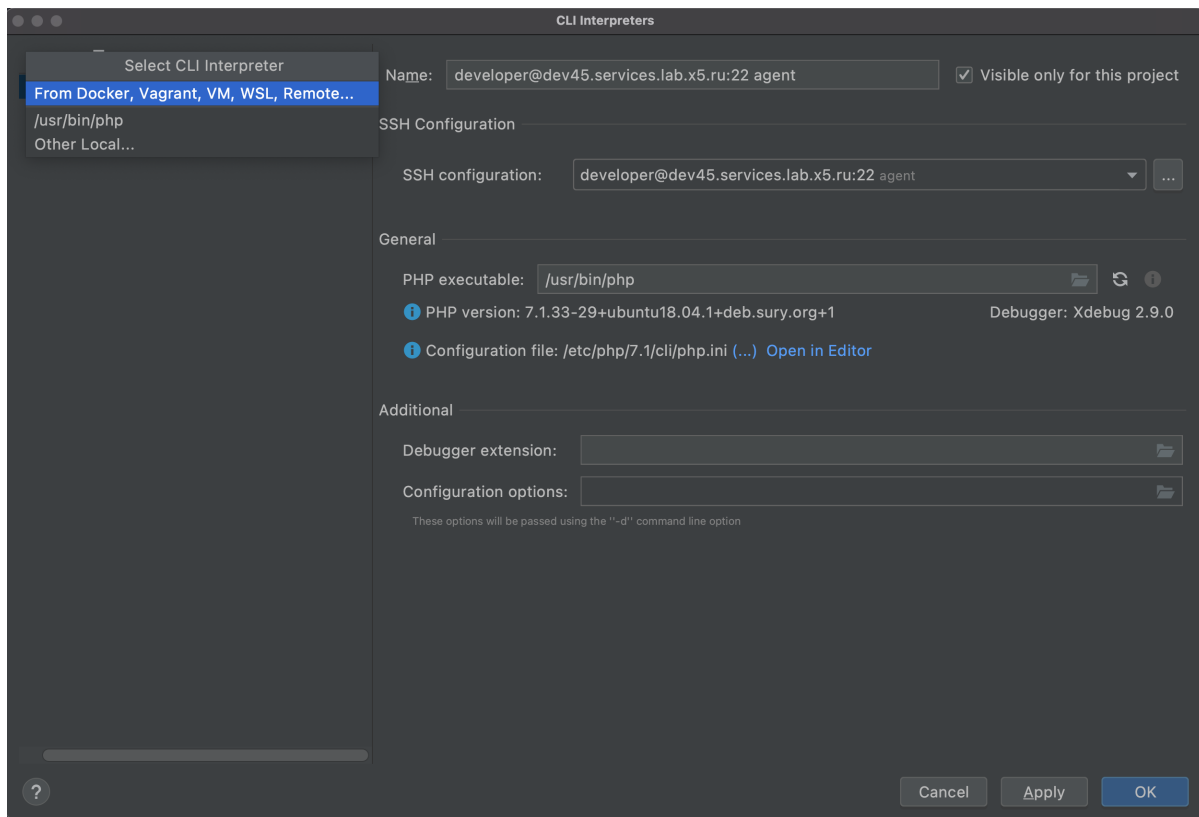 CLI Interpreters
Select CLI Interpreter
From Docker, Vagrant, VM, WSL, Remote...
/usr/bin/php
Other Local...
Name: developer@dev45.services.lab.x5.ru:22 agent Visible only for this project
SSH Configuration
SSH configuration: developer@dev45.services.lab.x5.ru:22 agent ...
General
PHP executable: /usr/bin/php
PHP version: 7.1.33-29+ubuntu18.04.1+deb.sury.org+1 Debugger: Xdebug 2.9.0
Configuration file: /etc/php/7.1/cli/php.ini (...) Open in Editor
Additional
Debugger extension:
Configuration options:
These options will be passed using the ''-d'' command line option
? Cancel Apply OK